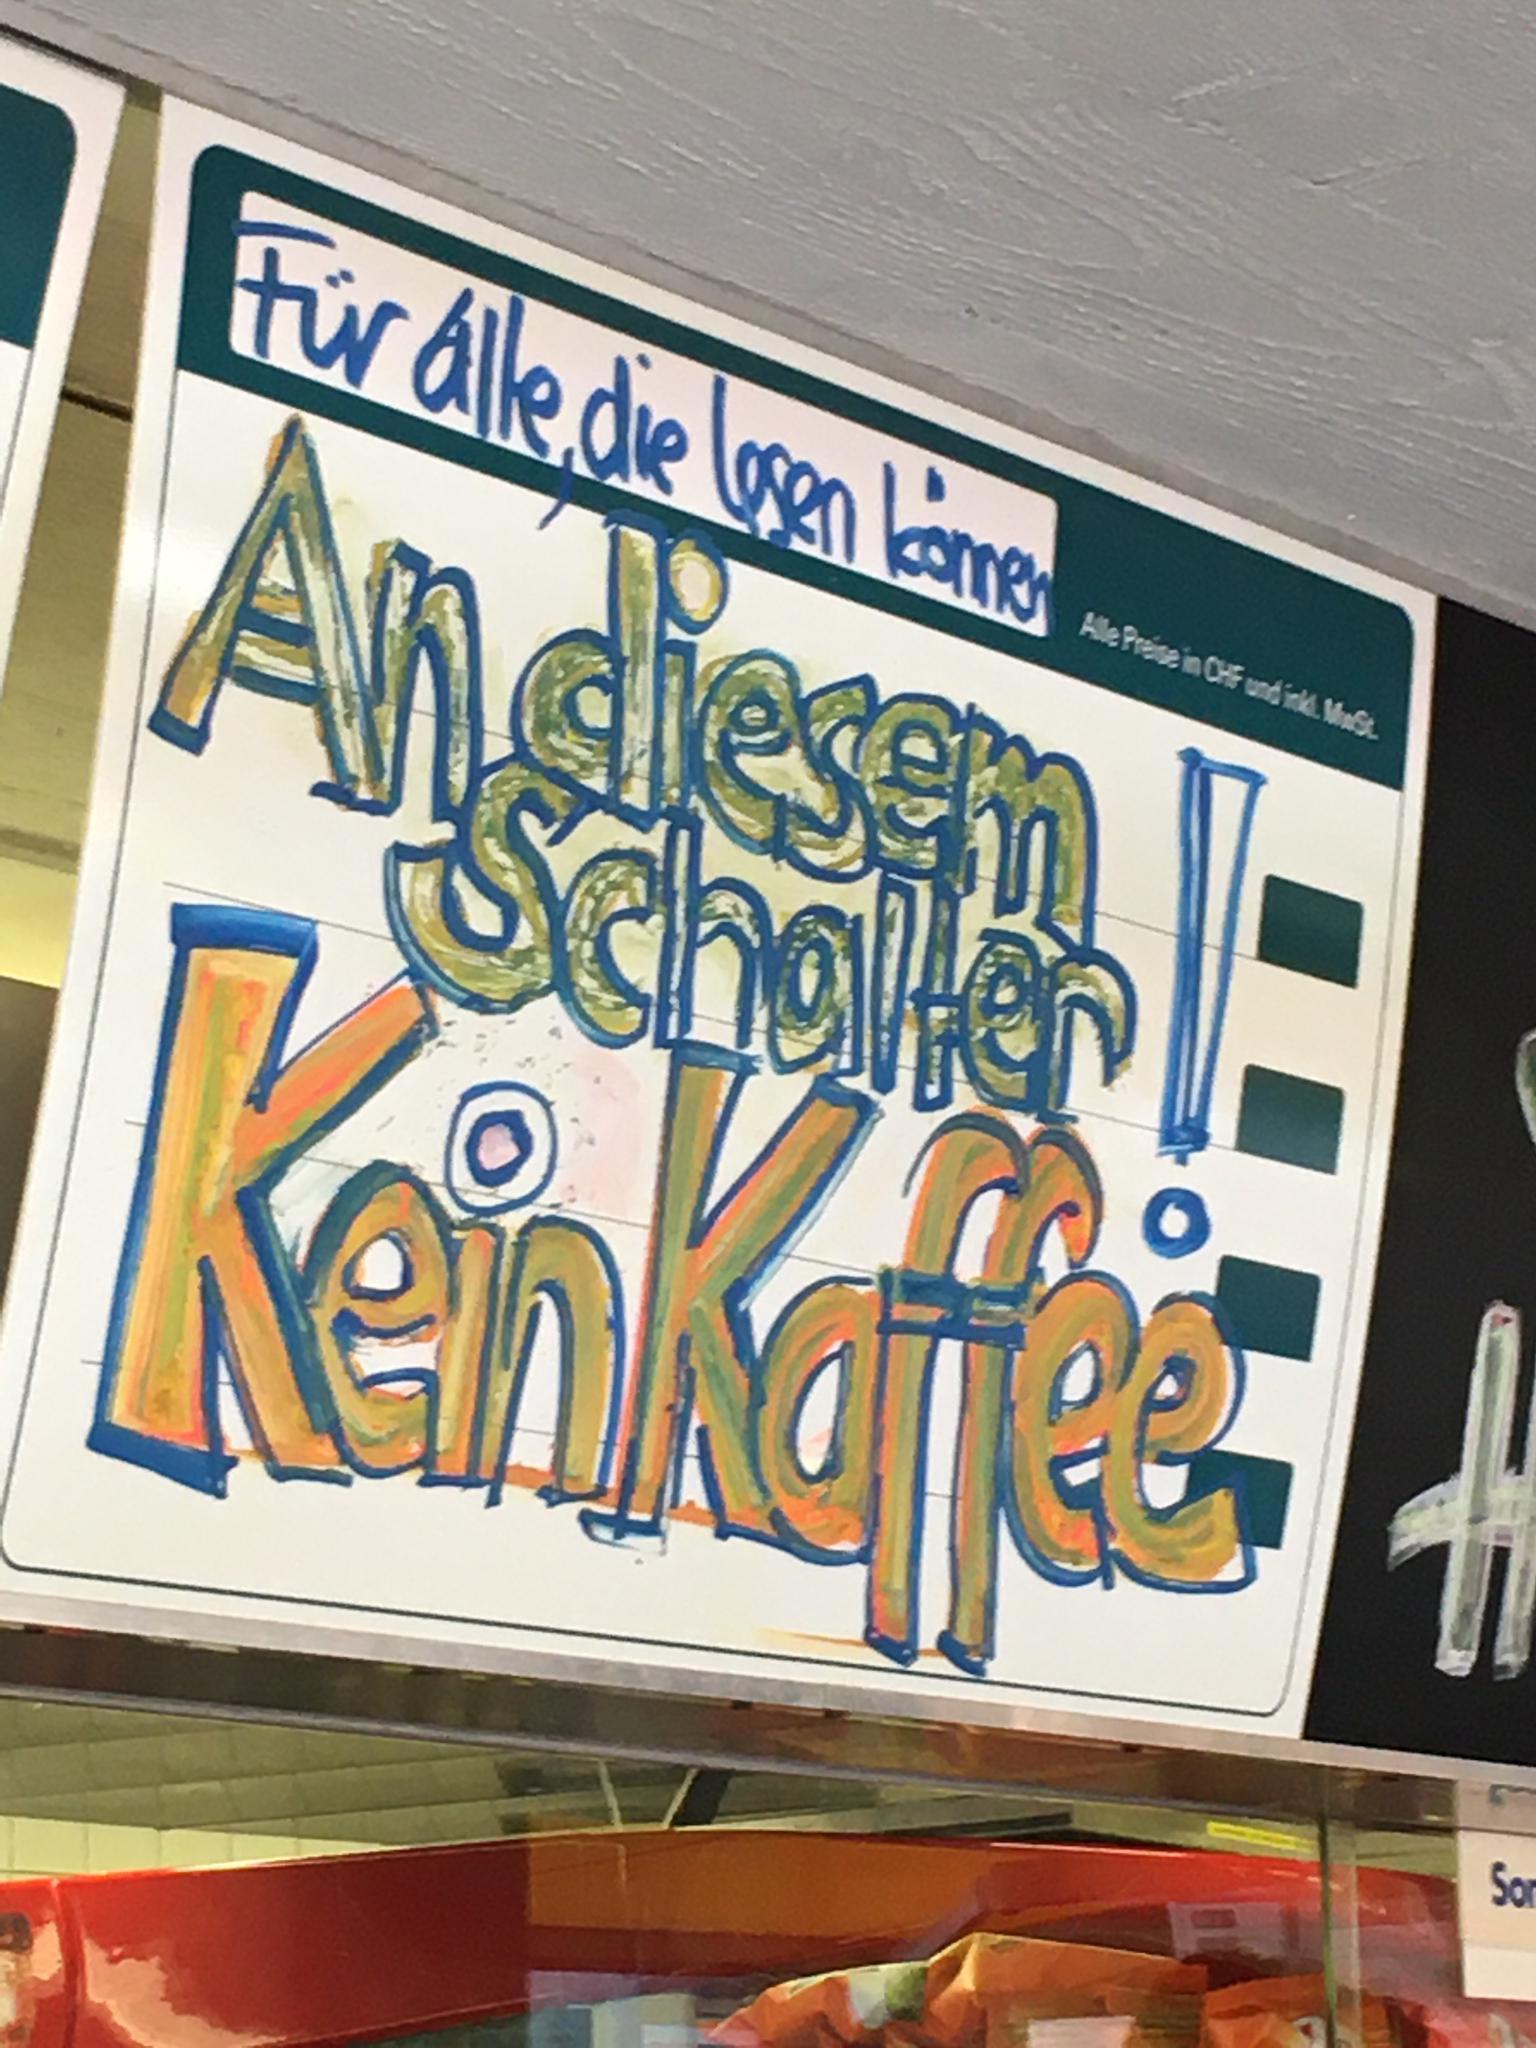 Für alle, die lesen können
Alle Preise in CHF und inkl. MwSt.
An diesem
Schalter !
Kein Kaffee